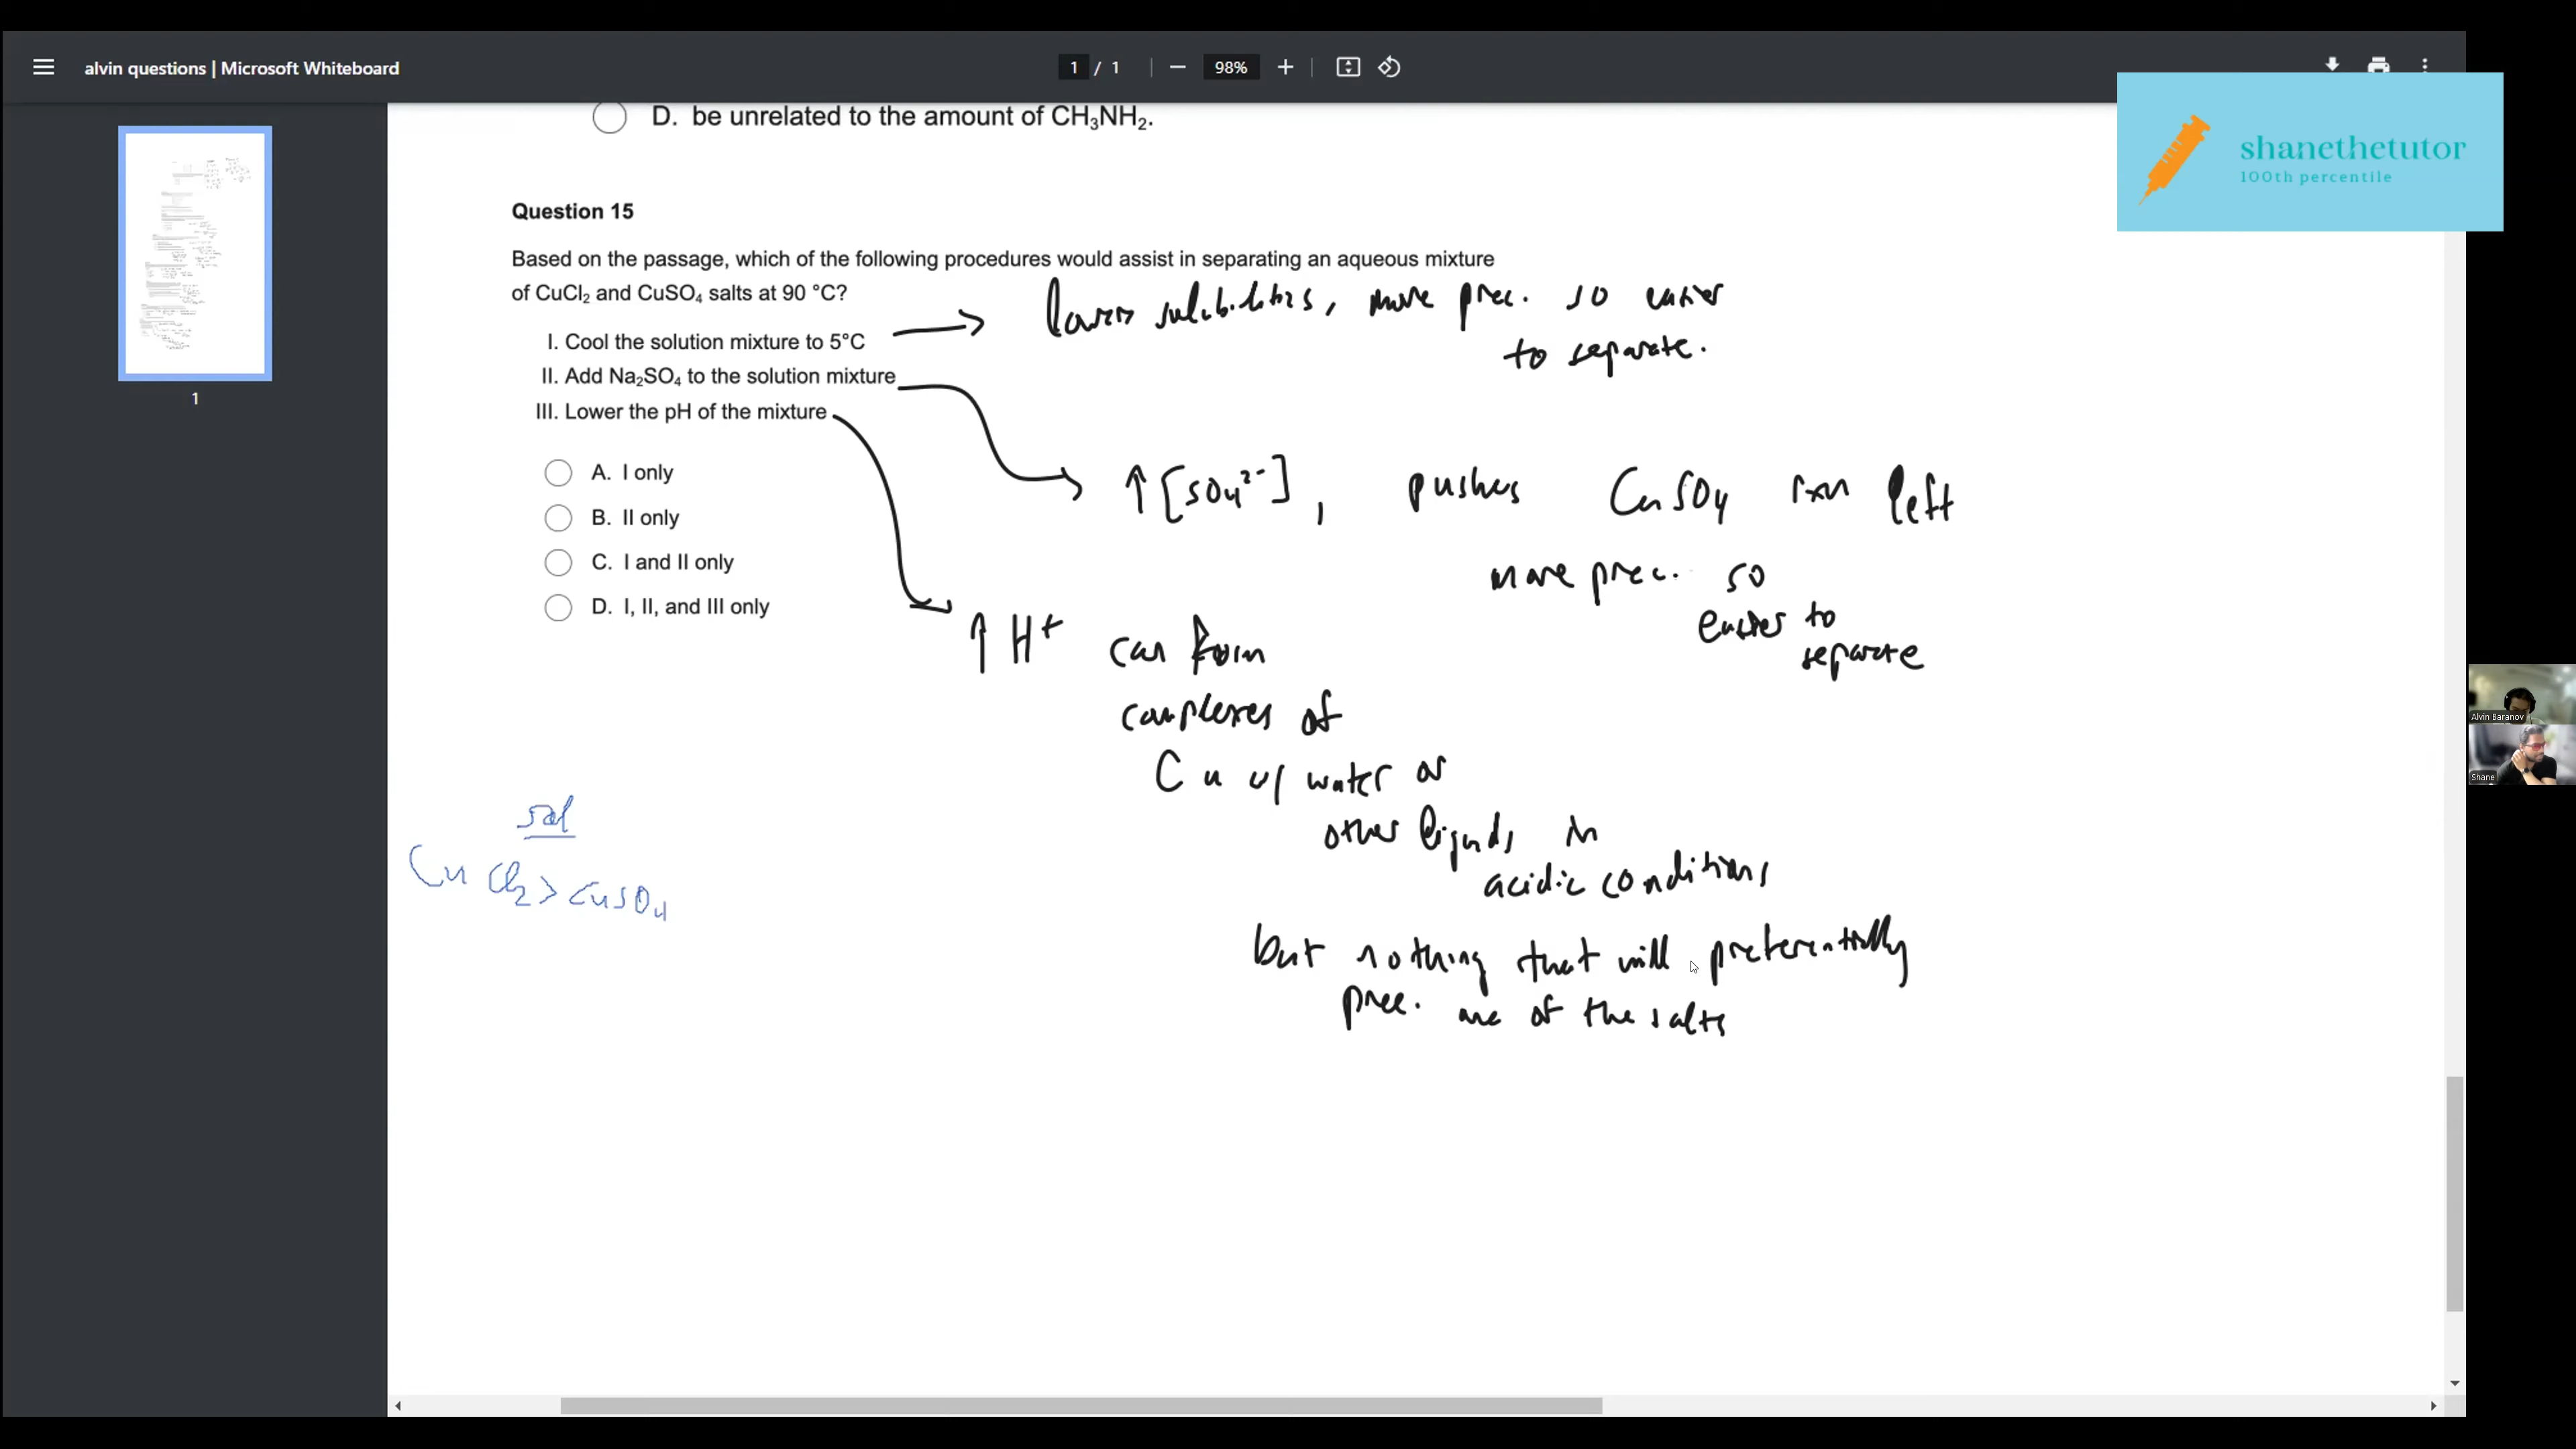 alvin questions | Microsoft Whiteboard
1 / 1
98%
shanethetutor
100th percentile
1
D. be unrelated to the amount of CH₃NH₂.
Question 15
Based on the passage, which of the following procedures would assist in separating an aqueous mixture
of CuCl₂ and CuSO₄ salts at 90 °C?
I. Cool the solution mixture to 5°C
II. Add Na₂SO₄ to the solution mixture
III. Lower the pH of the mixture
A. I only
B. II only
C. I and II only
D. I, II, and III only
lowers solubilities, more prec. so easier
to separate.
↑ [SO₄²⁻], pushes CuSO₄ rxn left
more prec. so
easier to
separate
↑ H⁺ can form
complexes of
Cu w/ water or
other ligands in
acidic conditions
but nothing that will preferentially
prec. one of the salts
sol
CuCl₂ > CuSO₄
Alvin Baranov
Shane